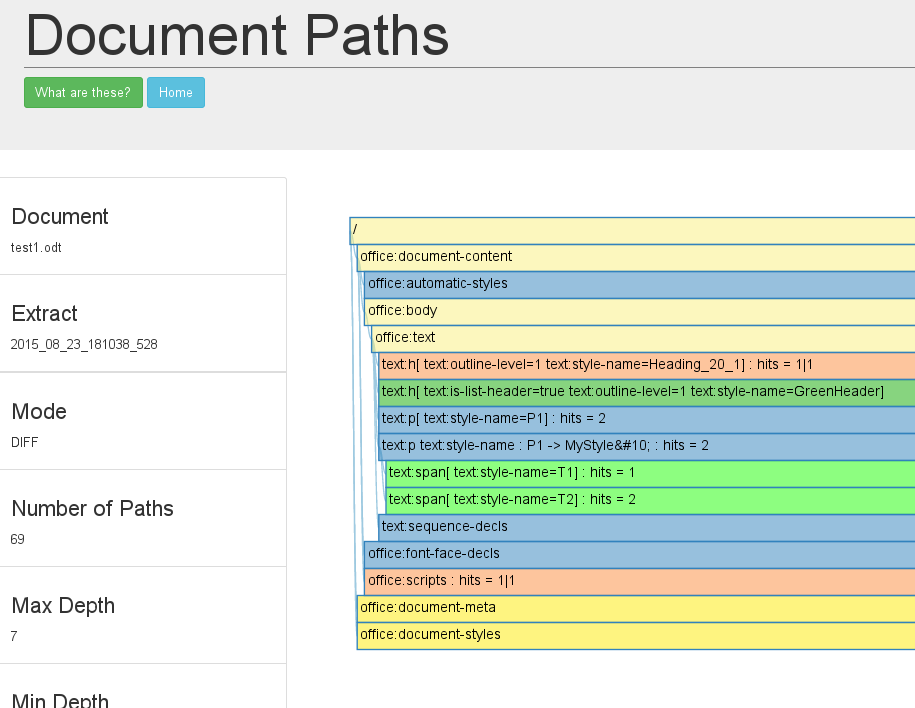 Document Paths
What are these?
Home
Document
test1.odt
Extract
2015_08_23_181038_528
Mode
DIFF
Number of Paths
69
Max Depth
7
Min Depth
/
office:document-content
office:automatic-styles
office:body
office:text
text:h[ text:outline-level=1 text:style-name=Heading_20_1] : hits = 1|1
text:h[ text:is-list-header=true text:outline-level=1 text:style-name=GreenHeader]
text:p[ text:style-name=P1] : hits = 2
text:p text:style-name : P1 -> MyStyle&#10; : hits = 2
text:span[ text:style-name=T1] : hits = 1
text:span[ text:style-name=T2] : hits = 2
text:sequence-decls
office:font-face-decls
office:scripts : hits = 1|1
office:document-meta
office:document-styles